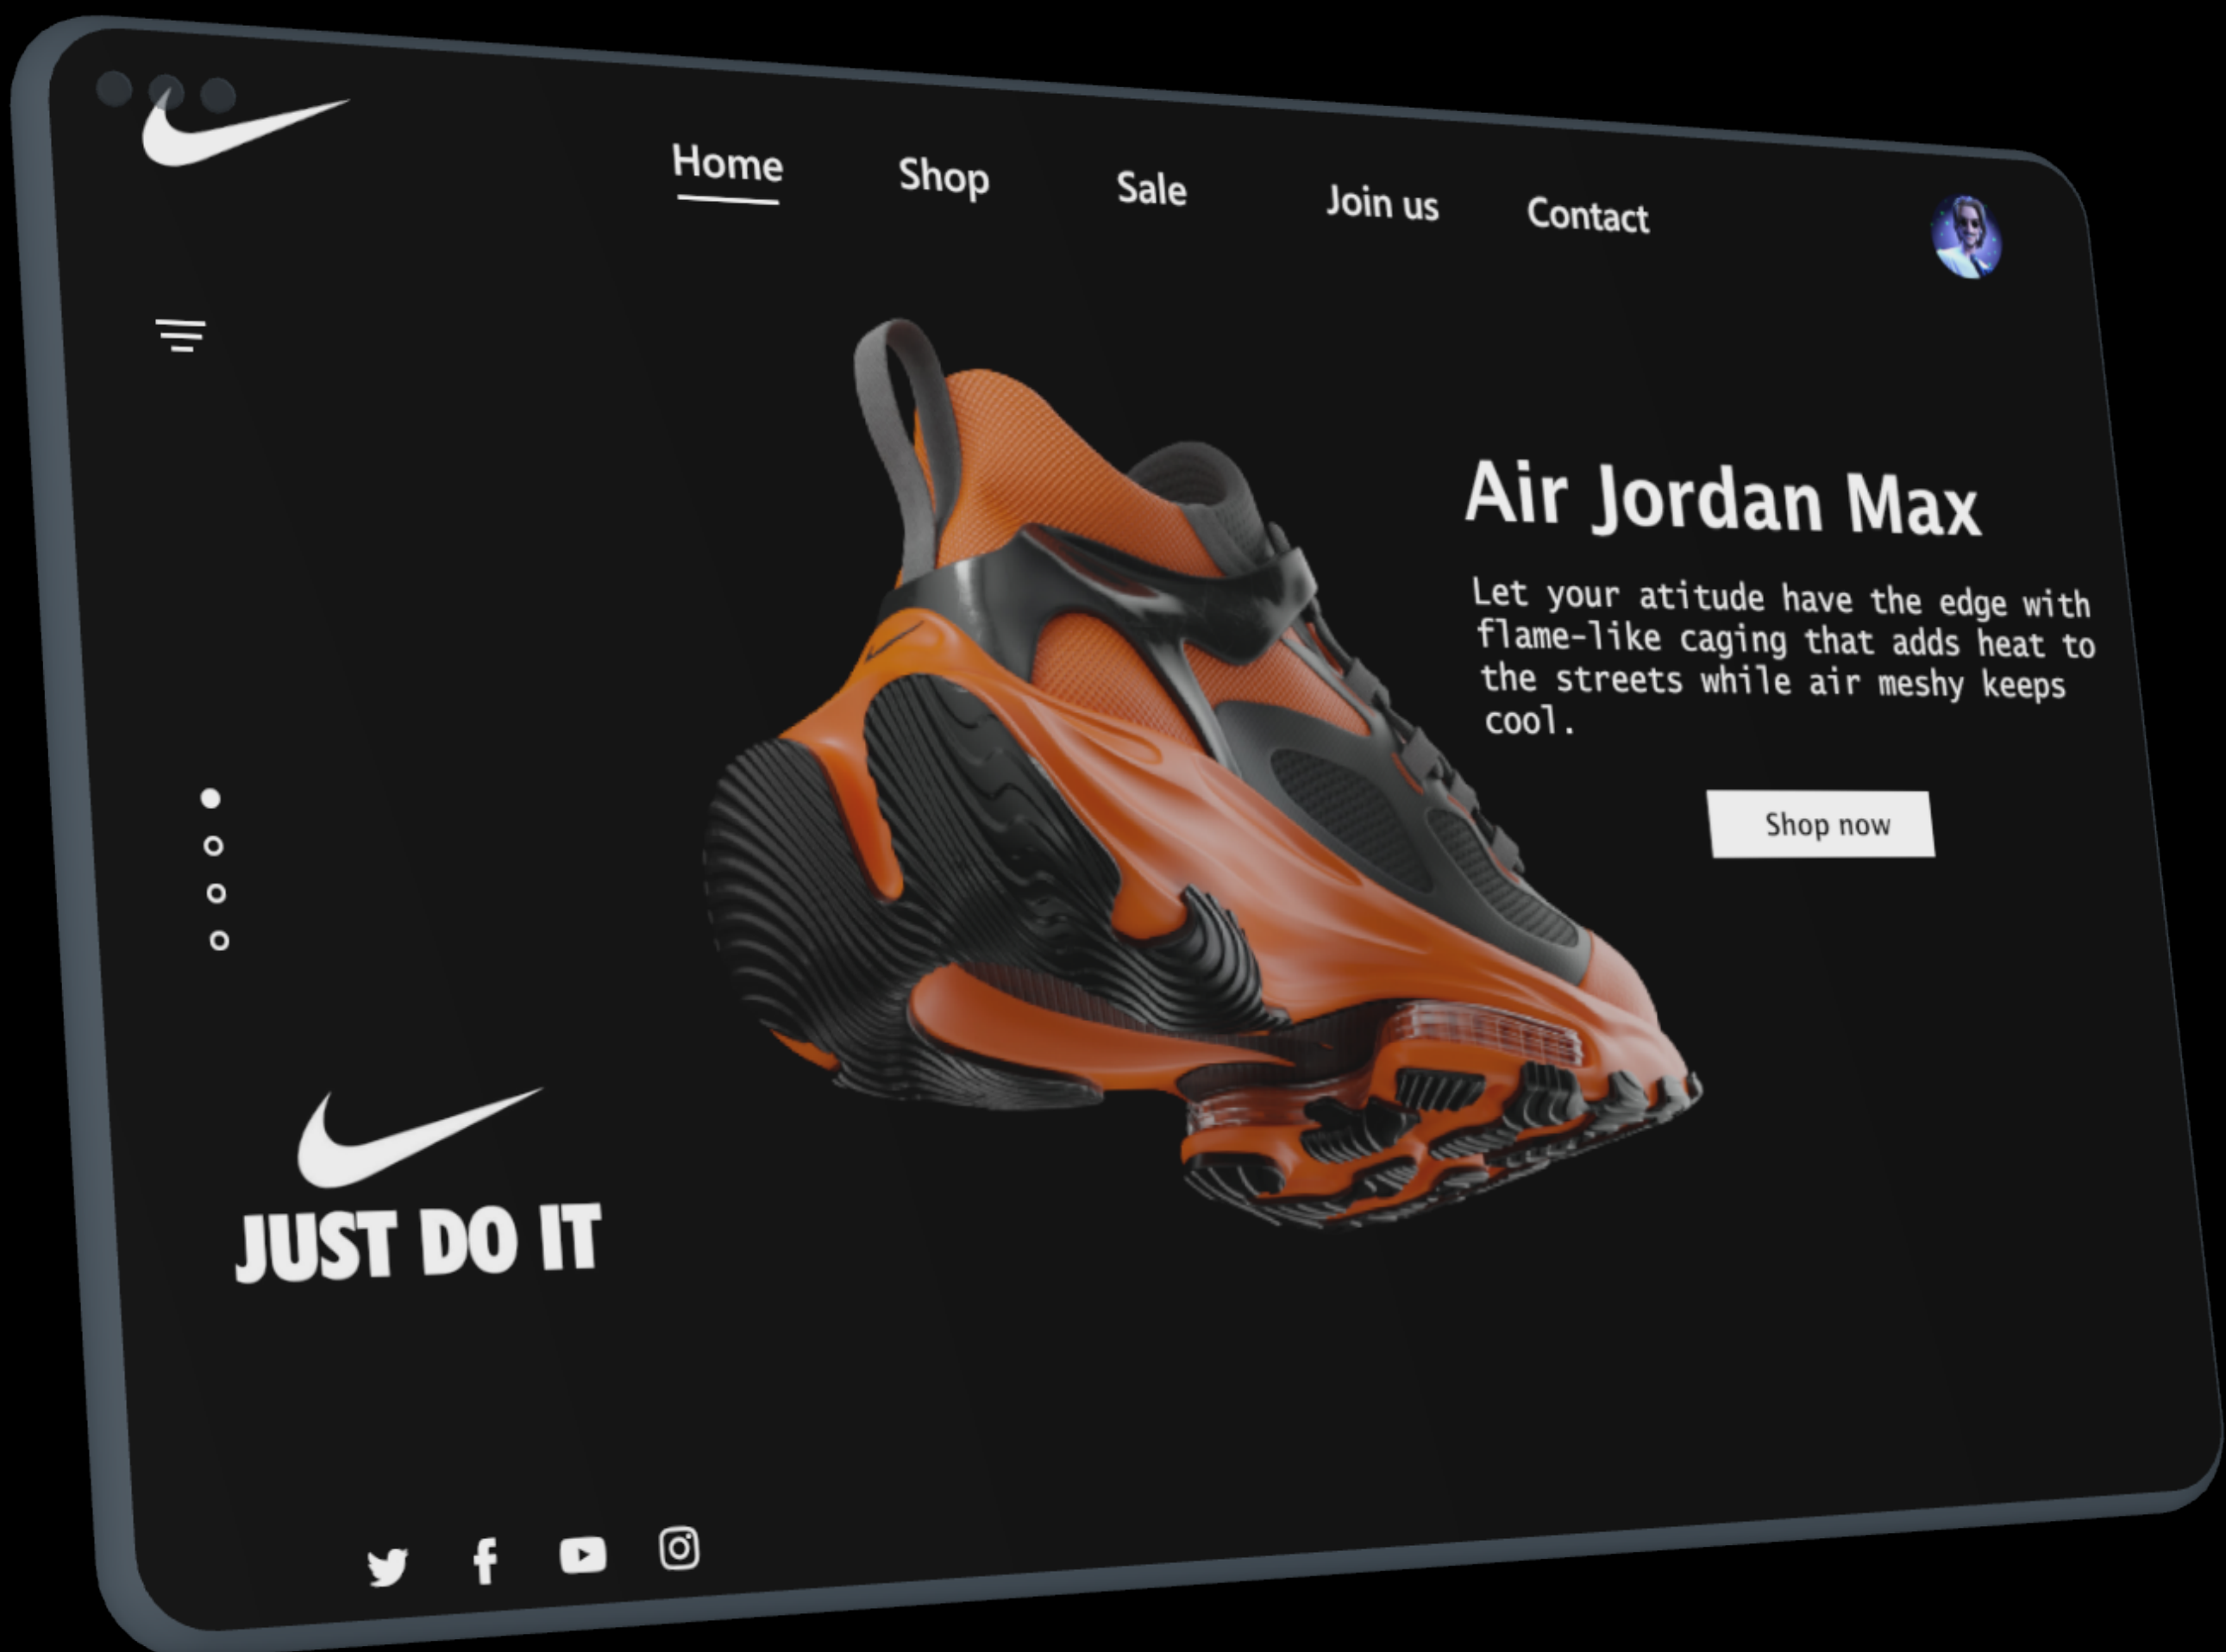 Home Shop Sale Join us Contact
Air Jordan Max
Let your atitude have the edge with
flame-like caging that adds heat to
the streets while air meshy keeps
cool.
Shop now
JUST DO IT